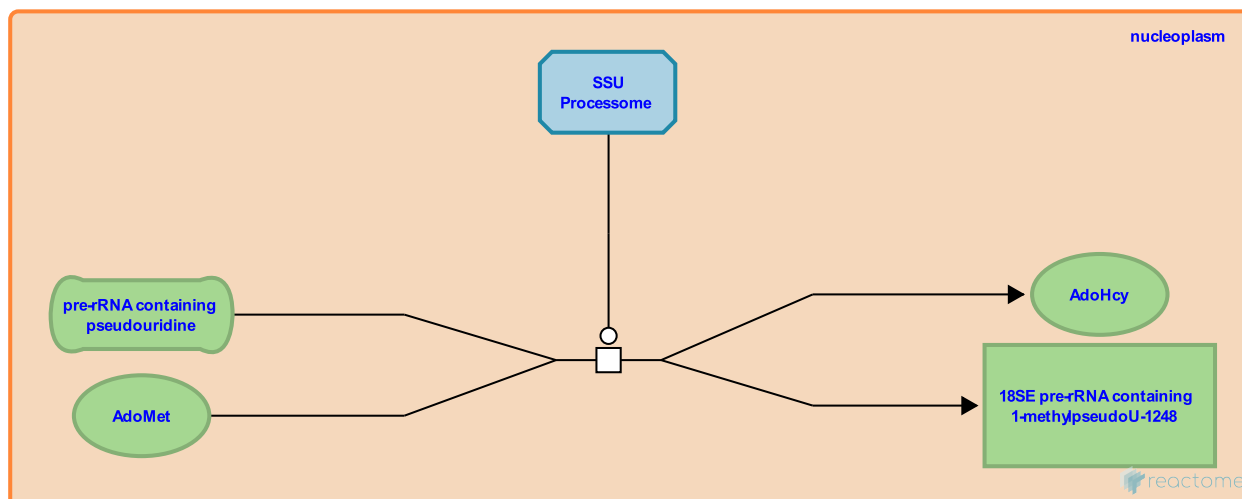 nucleoplasm
SSU
Processome
pre-rRNA containing
pseudouridine
AdoMet
AdoHcy
18SE pre-rRNA containing
1-methylpseudoU-1248
reactome